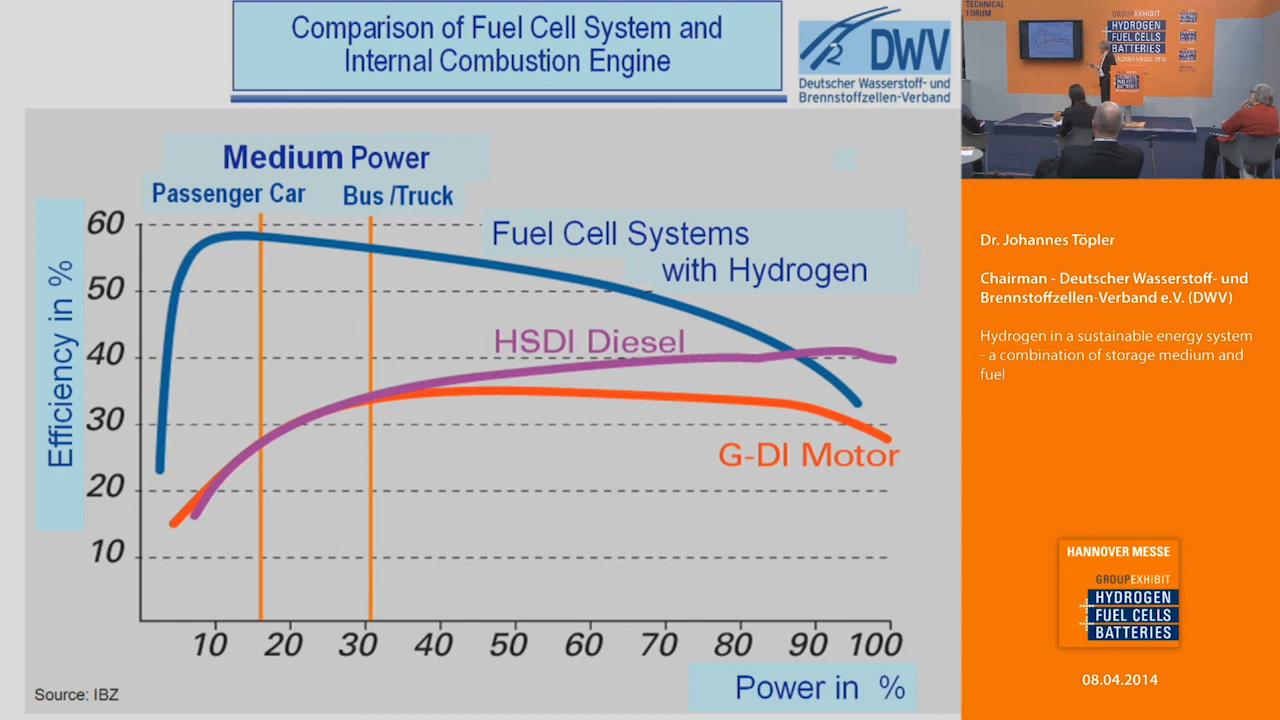 Comparison of Fuel Cell System and
Internal Combustion Engine
DWV
Deutscher Wasserstoff- und
Brennstoffzellen-Verband
Medium Power
Passenger Car
Bus /Truck
Fuel Cell Systems
with Hydrogen
HSDI Diesel
G-DI Motor
Efficiency in %
60
50
40
30
20
10
10 20 30 40 50 60 70 80 90 100
Power in %
Source: IBZ
TECHNICAL
FORUM
GROUP EXHIBIT
HYDROGEN
FUEL CELLS
BATTERIES
Dr. Johannes Töpler
Chairman - Deutscher Wasserstoff- und
Brennstoffzellen-Verband e.V. (DWV)
Hydrogen in a sustainable energy system
- a combination of storage medium and
fuel
HANNOVER MESSE
GROUPEXHIBIT
HYDROGEN
FUEL CELLS
BATTERIES
08.04.2014